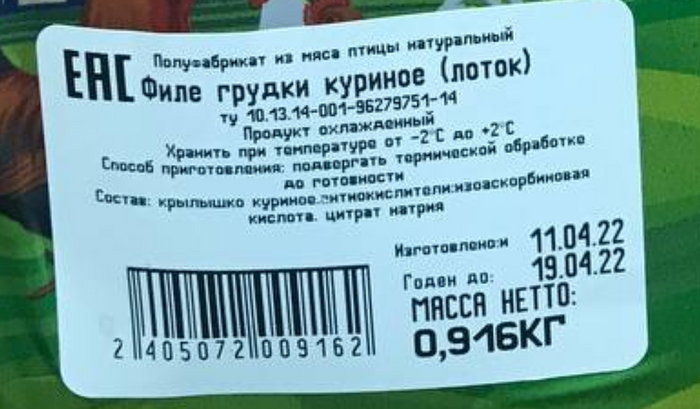 EAC
Полуфабрикат из мяса птицы натуральный
Филе грудки куриное (лоток)
ту 10.13.14-001-96279751-14
Продукт охлажденный
Хранить при температуре от -2°С до +2°С
Способ приготовления: подвергать термической обработке
до готовности
Состав: крылышко куриное.антиокислители:изоаскорбиновая
кислота. цитрат натрия
Изготовлено:и 11.04.22
Годен до: 19.04.22
МАССА НЕТТО:
0,916КГ
2 405072 009162